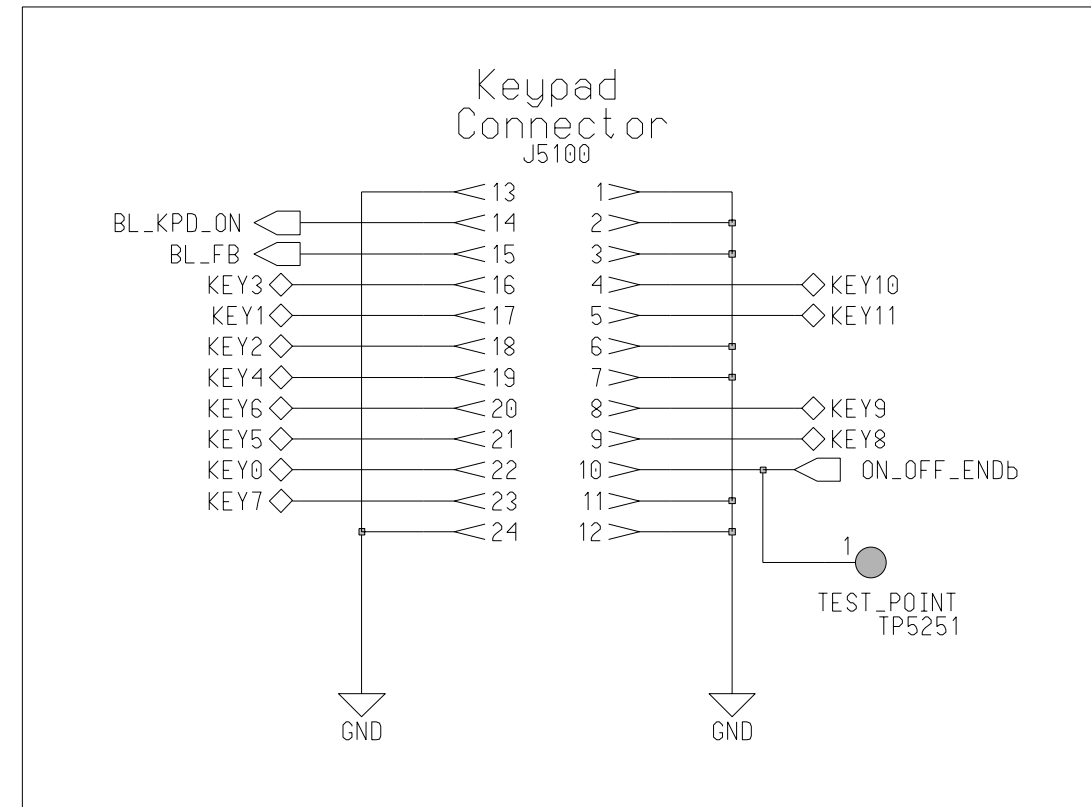 Keypad
Connector
J5100
13 1
BL_KPD_ON 14 2
BL_FB 15 3
KEY3 16 4 KEY10
KEY1 17 5 KEY11
KEY2 18 6
KEY4 19 7
KEY6 20 8 KEY9
KEY5 21 9 KEY8
KEY0 22 10 ON_OFF_ENDb
KEY7 23 11
24 12
1
TEST_POINT
TP5251
GND GND